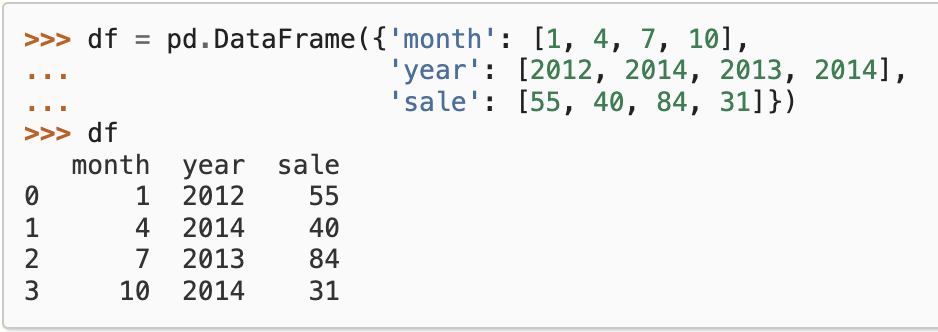 >>> df = pd.DataFrame({'month': [1, 4, 7, 10],
...                    'year': [2012, 2014, 2013, 2014],
...                    'sale': [55, 40, 84, 31]})
>>> df
   month  year  sale
0      1  2012    55
1      4  2014    40
2      7  2013    84
3     10  2014    31